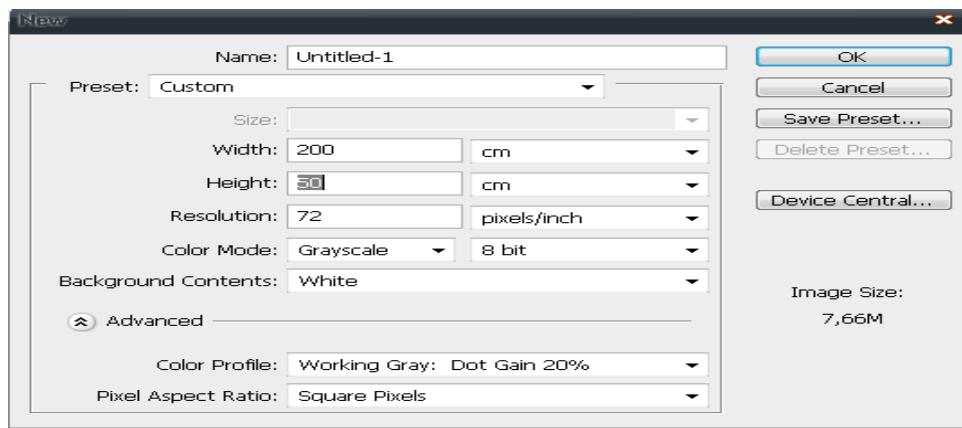 New
Name: Untitled-1
OK
Preset: Custom
Cancel
Size:
Save Preset...
Width: 200 cm
Delete Preset...
Height: 50 cm
Device Central...
Resolution: 72 pixels/inch
Color Mode: Grayscale 8 bit
Background Contents: White
Image Size:
7,66M
Advanced
Color Profile: Working Gray: Dot Gain 20%
Pixel Aspect Ratio: Square Pixels